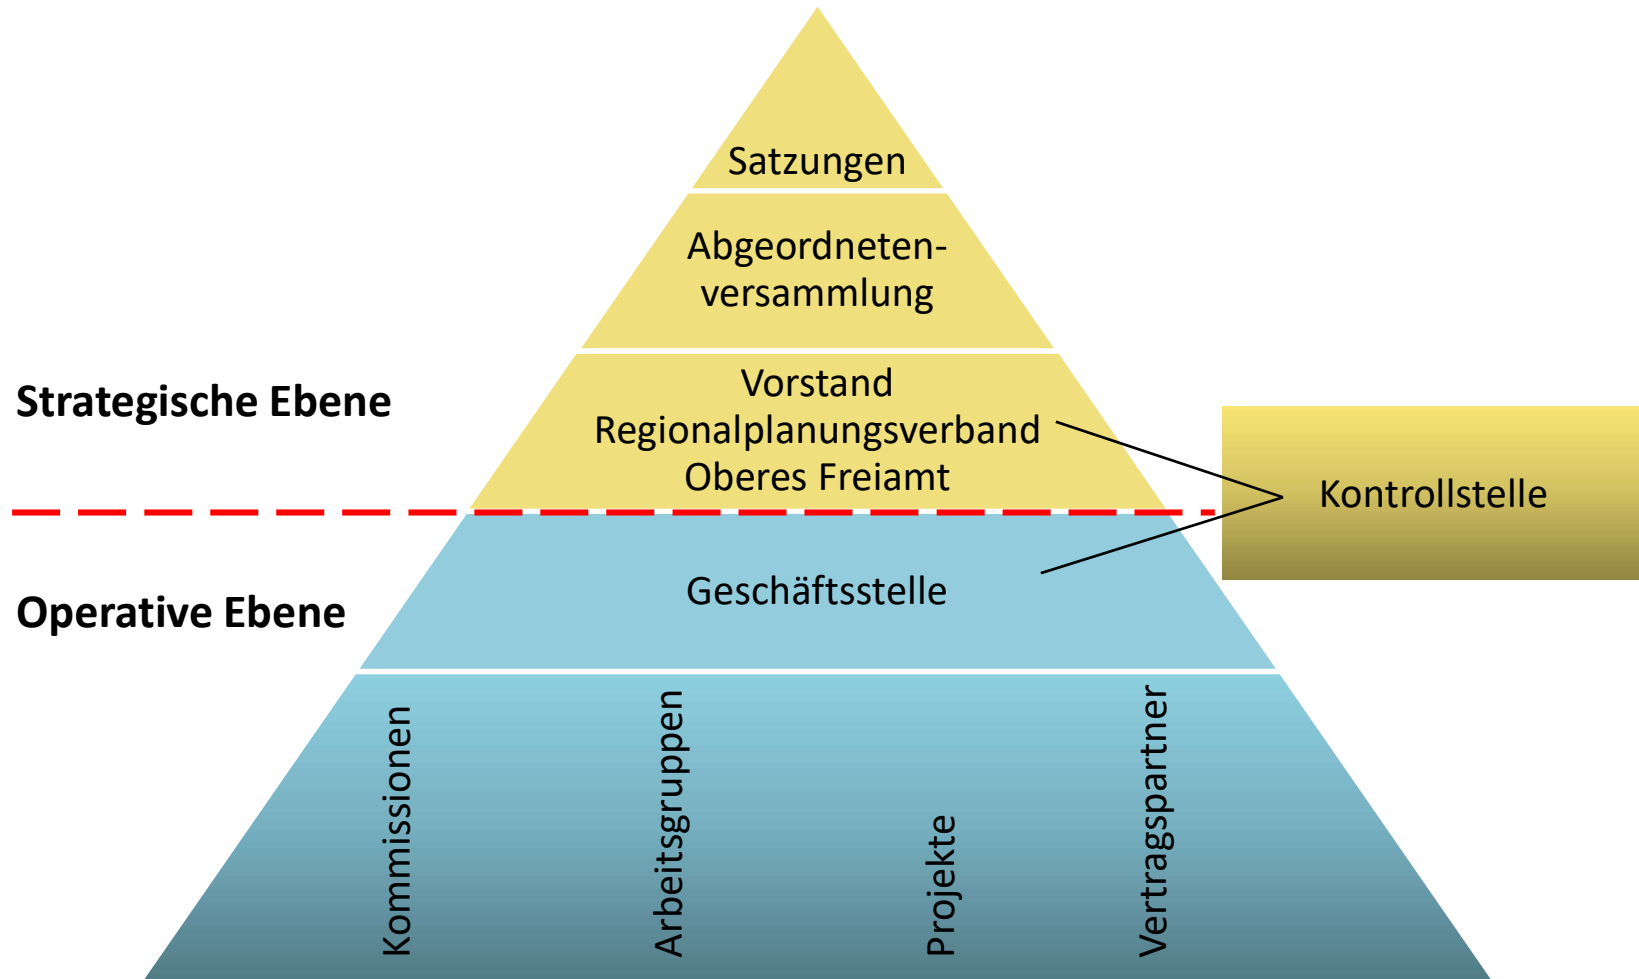 Satzungen
Abgeordneten-
versammlung
Strategische Ebene
Vorstand
Regionalplanungsverband
Oberes Freiamt
Kontrollstelle
Operative Ebene
Geschäftsstelle
Kommissionen
Arbeitsgruppen
Projekte
Vertragspartner